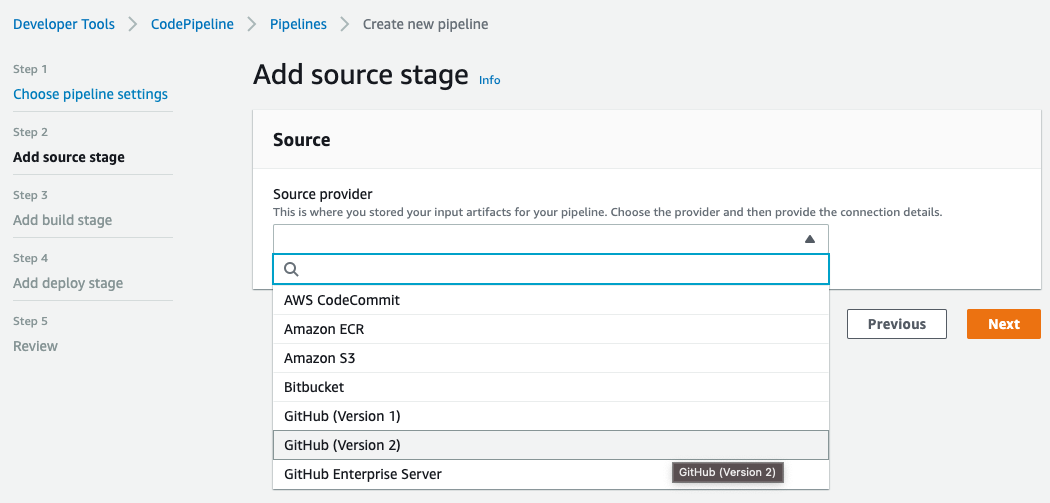 Developer Tools > CodePipeline > Pipelines > Create new pipeline
Step 1
Choose pipeline settings
Step 2
Add source stage
Step 3
Add build stage
Step 4
Add deploy stage
Step 5
Review
Add source stage Info
Source
Source provider
This is where you stored your input artifacts for your pipeline. Choose the provider and then provide the connection details.
AWS CodeCommit
Amazon ECR
Amazon S3
Bitbucket
GitHub (Version 1)
GitHub (Version 2)
GitHub Enterprise Server
GitHub (Version 2)
Previous
Next